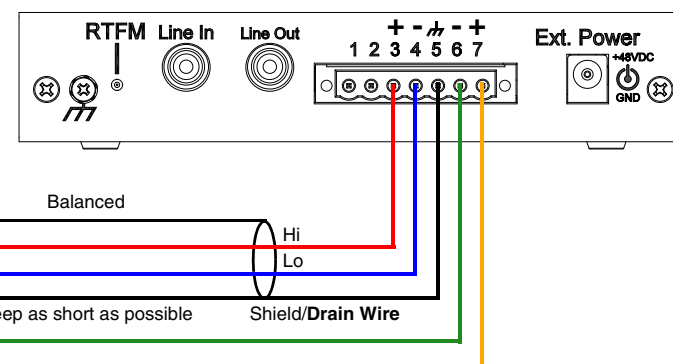 RTFM Line In Line Out + - - + Ext. Power
1 2 3 4 5 6 7
+48VDC
GND
Balanced
Hi
Lo
eep as short as possible Shield/Drain Wire